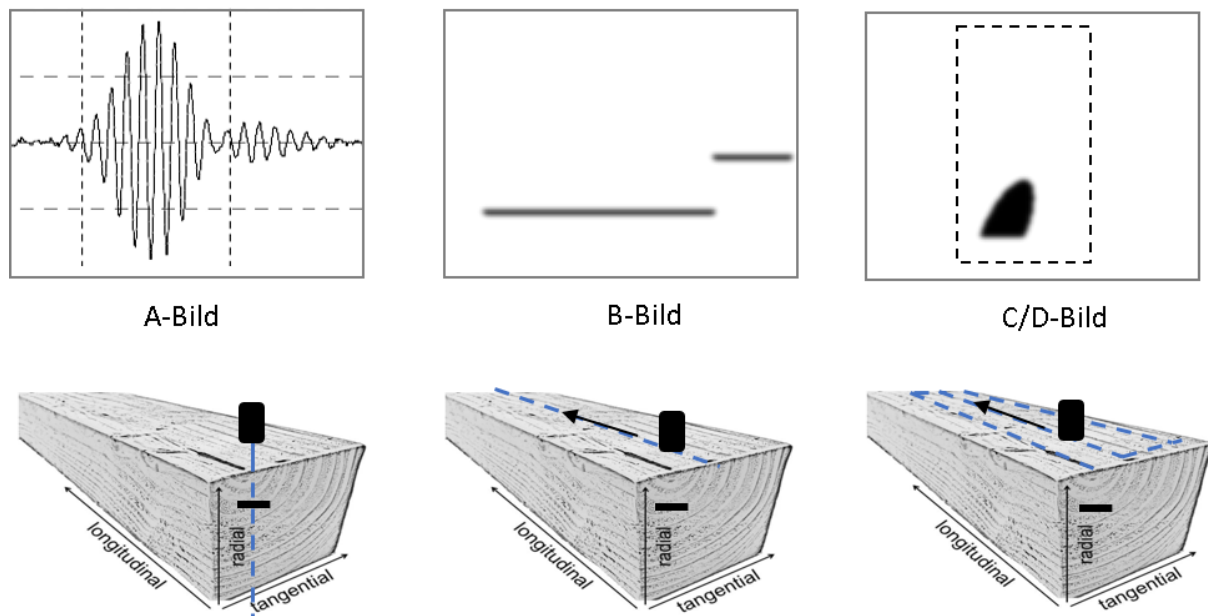 A-Bild
B-Bild
C/D-Bild
longitudinal
radial
tangential
longitudinal
radial
tangential
longitudinal
radial
tangential